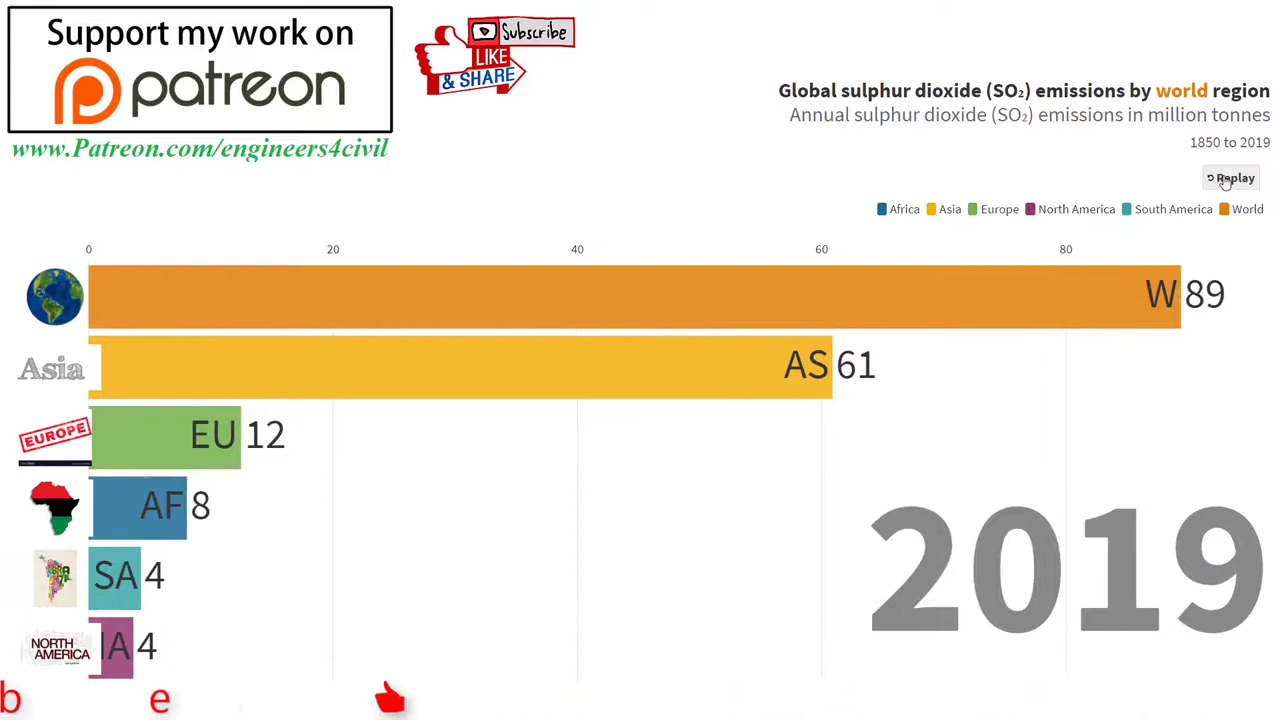 Support my work on
patreon
www.Patreon.com/engineers4civil
Subscribe
LIKE
& SHARE
Global sulphur dioxide (SO₂) emissions by world region
Annual sulphur dioxide (SO₂) emissions in million tonnes
1850 to 2019
Replay
Africa Asia Europe North America South America World
0 20 40 60 80
W 89
Asia AS 61
EUROPE EU 12
AF 8
SA 4
NORTH AMERICA IA 4
2019
b e